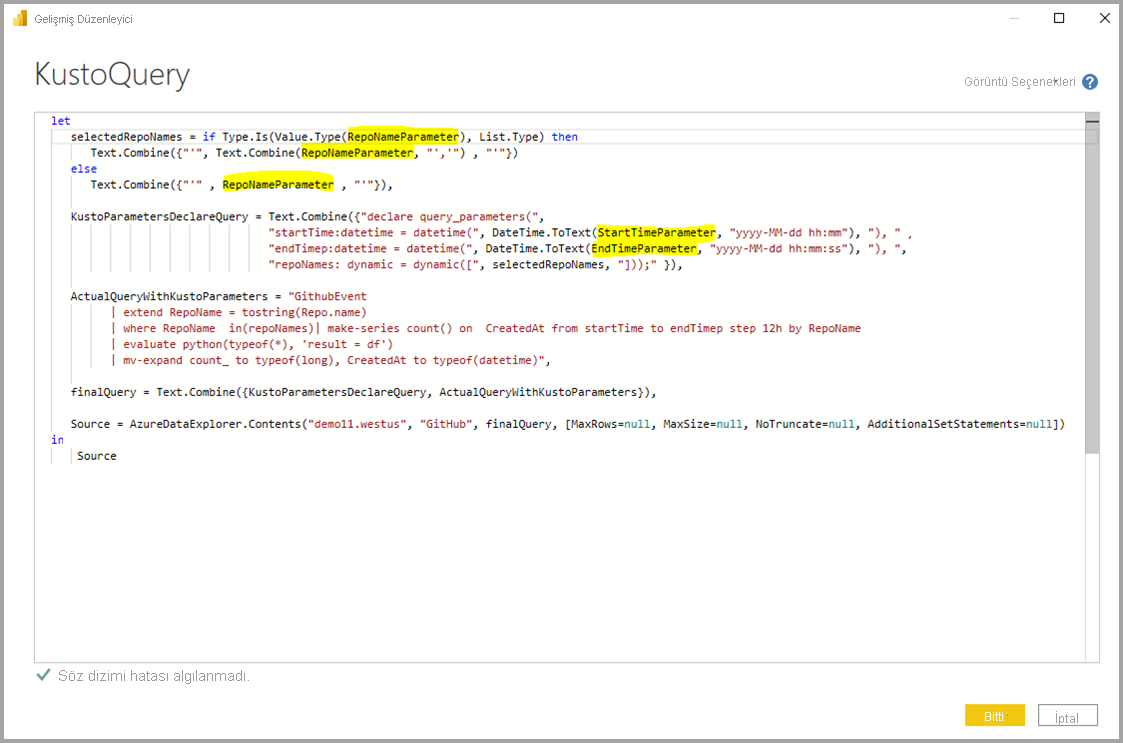 Gelişmiş Düzenleyici
KustoQuery
Görüntü Seçenekleri
?
let
selectedRepoNames = if Type.Is(Value.Type(RepoNameParameter), List.Type) then
Text.Combine({"'", Text.Combine(RepoNameParameter, "','") , "'"})
else
Text.Combine({"'" , RepoNameParameter , "'"}),
KustoParametersDeclareQuery = Text.Combine({"declare query_parameters(",
"startTime:datetime = datetime(", DateTime.ToText(StartTimeParameter, "yyyy-MM-dd hh:mm"), "), " ,
"endTimep:datetime = datetime(", DateTime.ToText(EndTimeParameter, "yyyy-MM-dd hh:mm:ss"), "), ",
"repoNames: dynamic = dynamic([", selectedRepoNames, "]));" }),
ActualQueryWithKustoParameters = "GithubEvent
| extend RepoName = tostring(Repo.name)
| where RepoName  in(repoNames)| make-series count() on  CreatedAt from startTime to endTimep step 12h by RepoName
| evaluate python(typeof(*), 'result = df')
| mv-expand count_ to typeof(long), CreatedAt to typeof(datetime)",
finalQuery = Text.Combine({KustoParametersDeclareQuery, ActualQueryWithKustoParameters}),
Source = AzureDataExplorer.Contents("demo11.westus", "GitHub", finalQuery, [MaxRows=null, MaxSize=null, NoTruncate=null, AdditionalSetStatements=null])
in
Source
Söz dizimi hatası algılanmadı.
Bitti
İptal